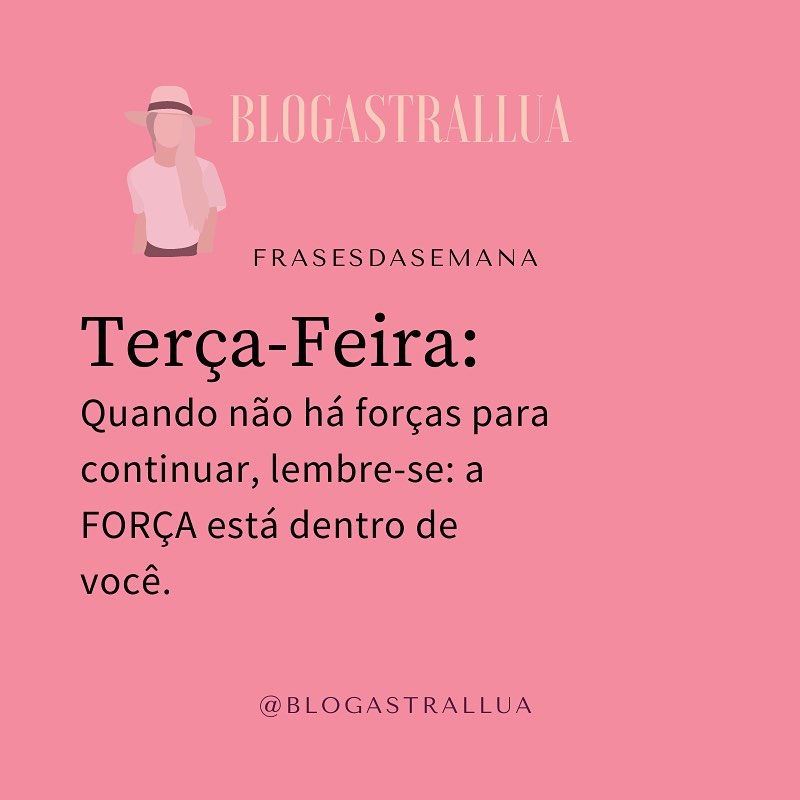 BLOGASTRALLUA
FRASESDASEMANA
Terça-Feira:
Quando não há forças para
continuar, lembre-se: a
FORÇA está dentro de
você.
@BLOGASTRALLUA